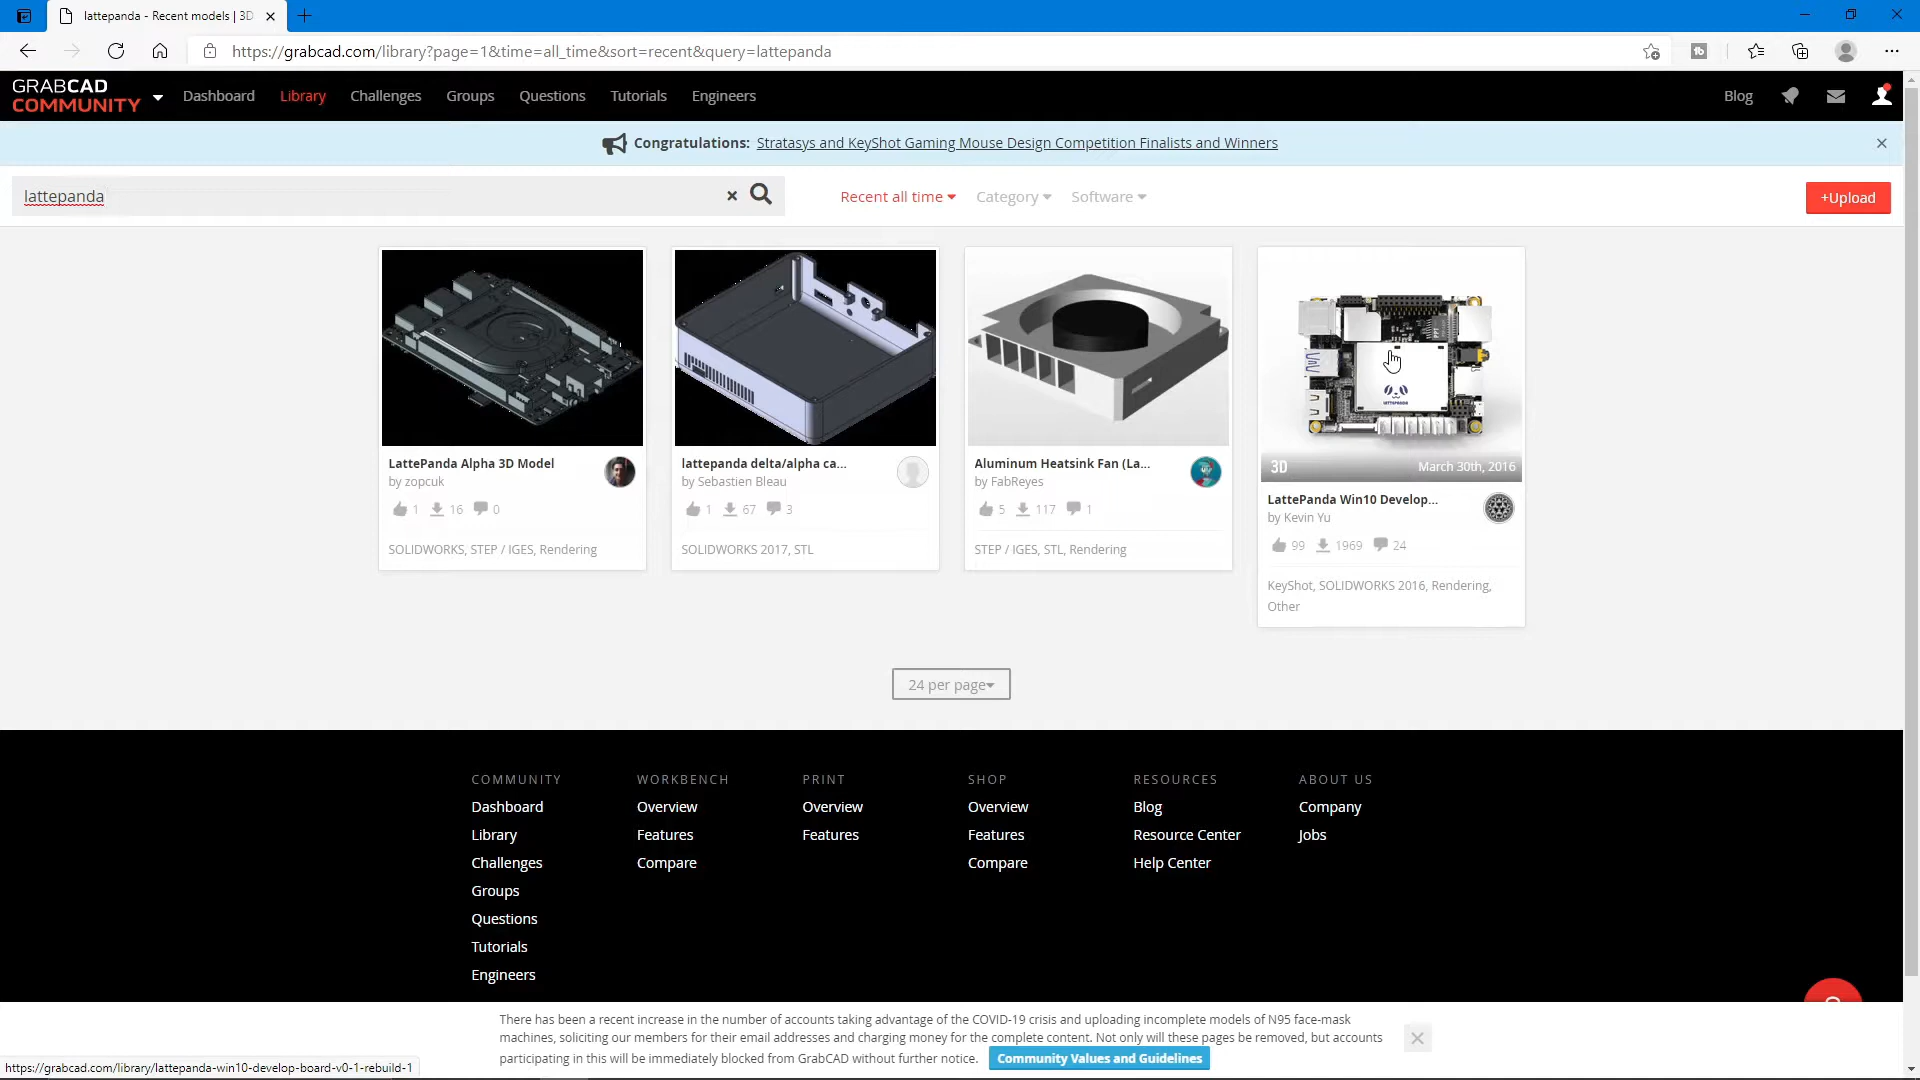 lattepanda - Recent models | 3D
https://grabcad.com/library?page=1&time=all_time&sort=recent&query=lattepanda
GRABCAD
COMMUNITY
Dashboard
Library
Challenges
Groups
Questions
Tutorials
Engineers
Blog
Congratulations: Stratasys and KeyShot Gaming Mouse Design Competition Finalists and Winners
lattepanda
Recent all time
Category
Software
+Upload
LattePanda Alpha 3D Model
by zopcuk
1 16 0
SOLIDWORKS, STEP / IGES, Rendering
lattepanda delta/alpha ca...
by Sebastien Bleau
1 67 3
SOLIDWORKS 2017, STL
Aluminum Heatsink Fan (La...
by FabReyes
5 117 1
STEP / IGES, STL, Rendering
LATTEPANDA
3D
March 30th, 2016
LattePanda Win10 Develop...
by Kevin Yu
99 1969 24
KeyShot, SOLIDWORKS 2016, Rendering,
Other
24 per page
COMMUNITY
Dashboard
Library
Challenges
Groups
Questions
Tutorials
Engineers
WORKBENCH
Overview
Features
Compare
PRINT
Overview
Features
SHOP
Overview
Features
Compare
RESOURCES
Blog
Resource Center
Help Center
ABOUT US
Company
Jobs
There has been a recent increase in the number of accounts taking advantage of the COVID-19 crisis and uploading incomplete models of N95 face-mask
machines, soliciting our members for their email addresses and charging money for the complete content. Not only will these pages be removed, but accounts
participating in this will be immediately blocked from GrabCAD without further notice. Community Values and Guidelines
https://grabcad.com/library/lattepanda-win10-develop-board-v0-1-rebuild-1